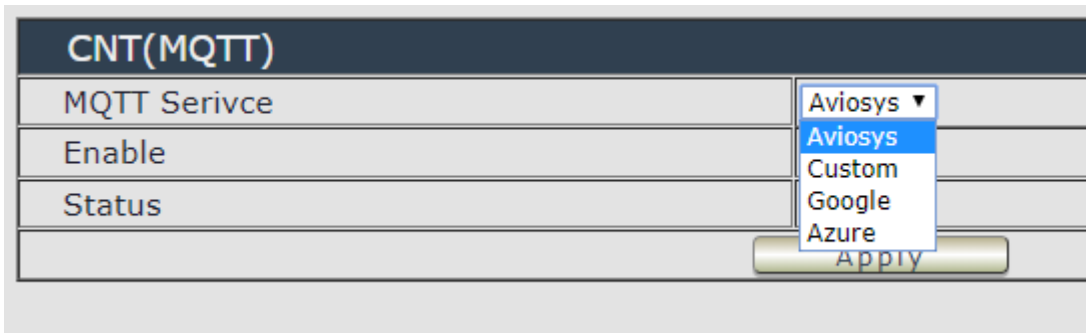 CNT(MQTT)
MQTT Serivce
Aviosys
Aviosys
Enable
Custom
Google
Status
Azure
Apply